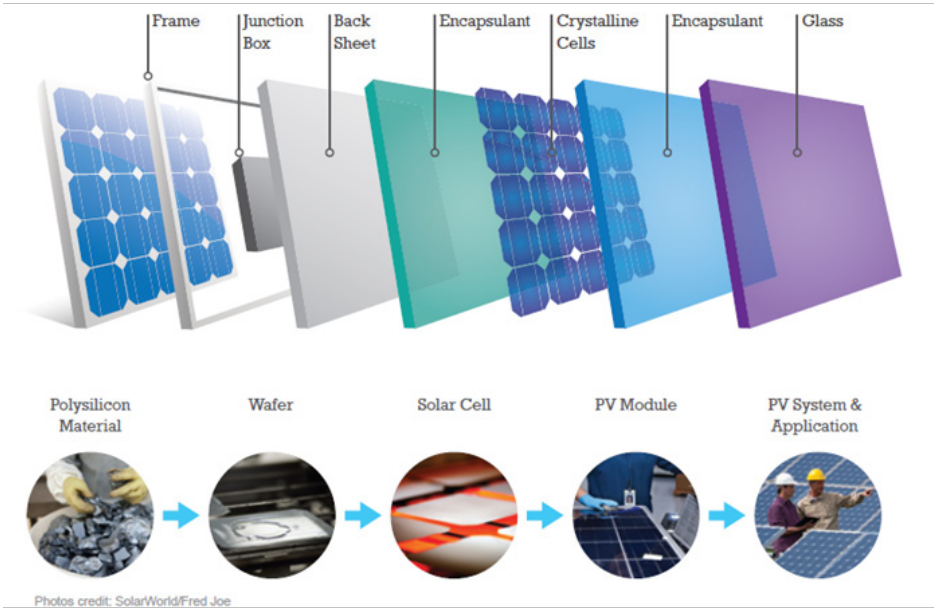 Frame
Junction
Box
Back
Sheet
Encapsulant
Crystalline
Cells
Encapsulant
Glass
Polysilicon
Material
Wafer
Solar Cell
PV Module
PV System &
Application
Photos credit: SolarWorld/Fred Joe